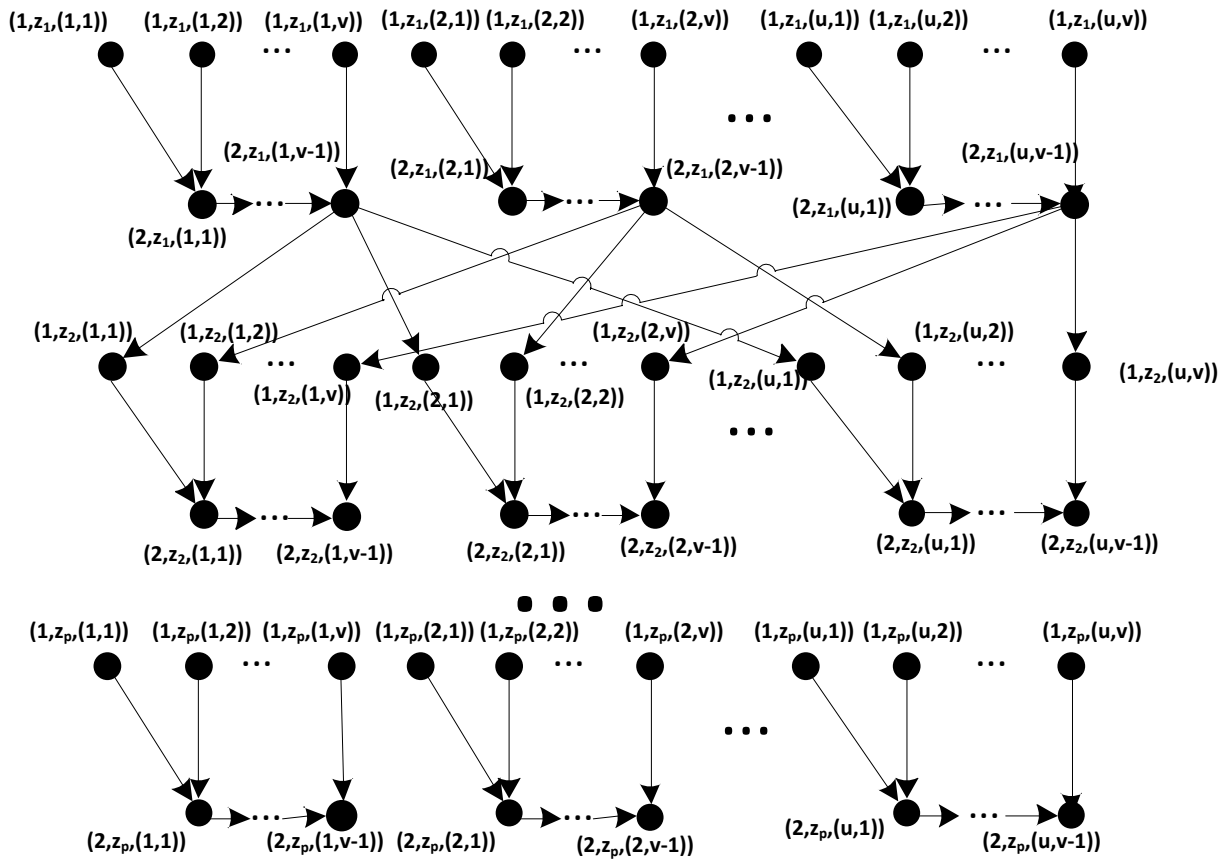 (1,z₁,(1,1)) (1,z₁,(1,2)) (1,z₁,(1,v)) (1,z₁,(2,1)) (1,z₁,(2,2)) (1,z₁,(2,v)) (1,z₁,(u,1)) (1,z₁,(u,2)) (1,z₁,(u,v))
... ... ...
...
(2,z₁,(1,v-1)) (2,z₁,(2,1)) (2,z₁,(2,v-1)) (2,z₁,(u,v-1))
... ... ...
(2,z₁,(1,1)) (2,z₁,(u,1))
(1,z₂,(1,1)) (1,z₂,(1,2)) (1,z₂,(2,v)) (1,z₂,(u,2))
... ... ...
(1,z₂,(1,v)) (1,z₂,(2,1)) (1,z₂,(2,2)) (1,z₂,(u,1)) (1,z₂,(u,v))
...
... ... ...
(2,z₂,(1,1)) (2,z₂,(1,v-1)) (2,z₂,(2,1)) (2,z₂,(2,v-1)) (2,z₂,(u,1)) (2,z₂,(u,v-1))
...
(1,zₚ,(1,1)) (1,zₚ,(1,2)) (1,zₚ,(1,v)) (1,zₚ,(2,1)) (1,zₚ,(2,2)) (1,zₚ,(2,v)) (1,zₚ,(u,1)) (1,zₚ,(u,2)) (1,zₚ,(u,v))
... ... ...
...
... ... ...
(2,zₚ,(1,1)) (2,zₚ,(1,v-1)) (2,zₚ,(2,1)) (2,zₚ,(2,v-1)) (2,zₚ,(u,1)) (2,zₚ,(u,v-1))